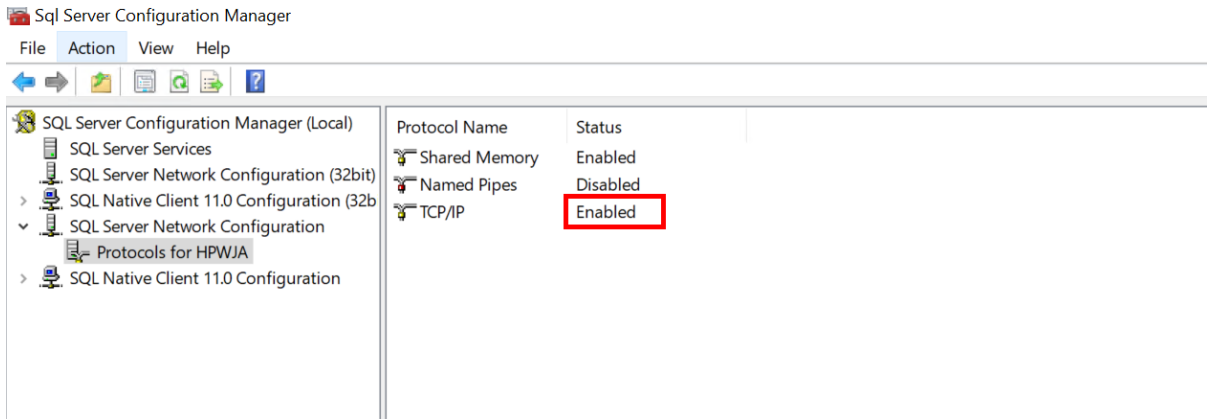 Sql Server Configuration Manager
File Action View Help
SQL Server Configuration Manager (Local)
SQL Server Services
SQL Server Network Configuration (32bit)
SQL Native Client 11.0 Configuration (32b
SQL Server Network Configuration
Protocols for HPWJA
SQL Native Client 11.0 Configuration
Protocol Name Status
Shared Memory Enabled
Named Pipes Disabled
TCP/IP Enabled